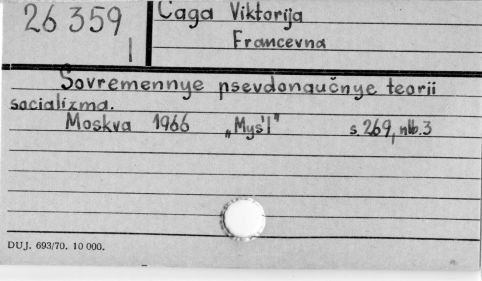 26 359
I
Caga Viktorija
Francevna
Sovremennye psevdonaučnye teorii
socializma.
Moskva 1966 „Mys'l" s. 269, nlb. 3
DUJ. 693/70. 10 000.